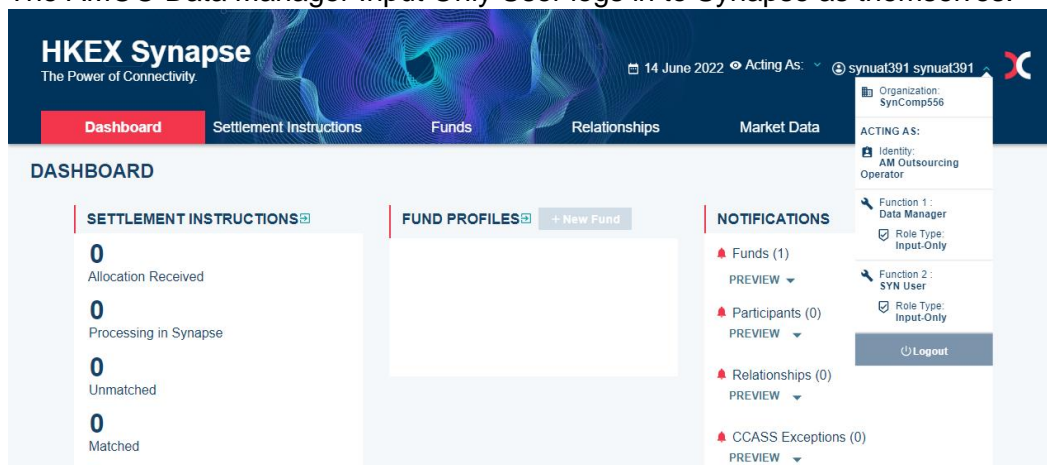 The AMOO Data Manager Input Only User logs in to Synapse as themselves.
HKEX Synapse
The Power of Connectivity.
14 June 2022 Acting As: synuat391 synuat391
Dashboard Settlement Instructions Funds Relationships Market Data
Organization:
SynComp556
ACTING AS:
Identity:
AM Outsourcing
Operator
Function 1 :
Data Manager
Role Type:
Input-Only
Function 2 :
SYN User
Role Type:
Input-Only
Logout
DASHBOARD
SETTLEMENT INSTRUCTIONS
0
Allocation Received
0
Processing in Synapse
0
Unmatched
0
Matched
FUND PROFILES + New Fund
NOTIFICATIONS
Funds (1)
PREVIEW
Participants (0)
PREVIEW
Relationships (0)
PREVIEW
CCASS Exceptions (0)
PREVIEW